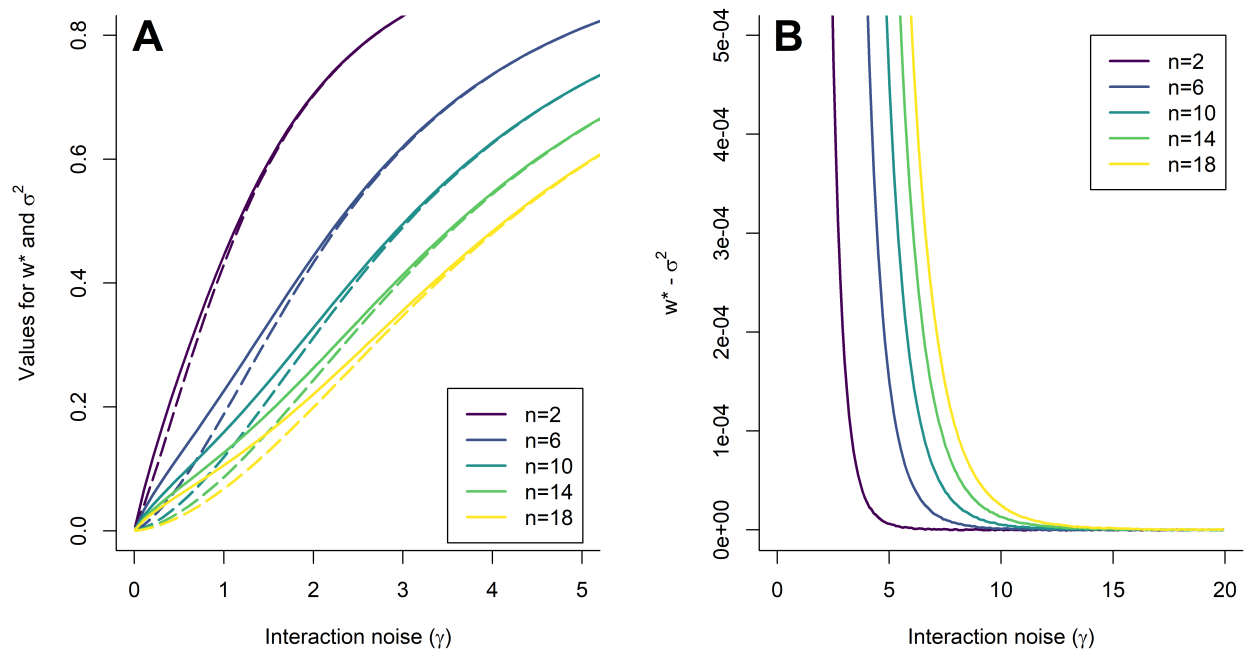 A
Values for w* and σ²
0.0
0.2
0.4
0.6
0.8
n=2
n=6
n=10
n=14
n=18
0 1 2 3 4 5
Interaction noise (γ)
B
w* - σ²
0e+00
1e-04
2e-04
3e-04
4e-04
5e-04
n=2
n=6
n=10
n=14
n=18
0 5 10 15 20
Interaction noise (γ)